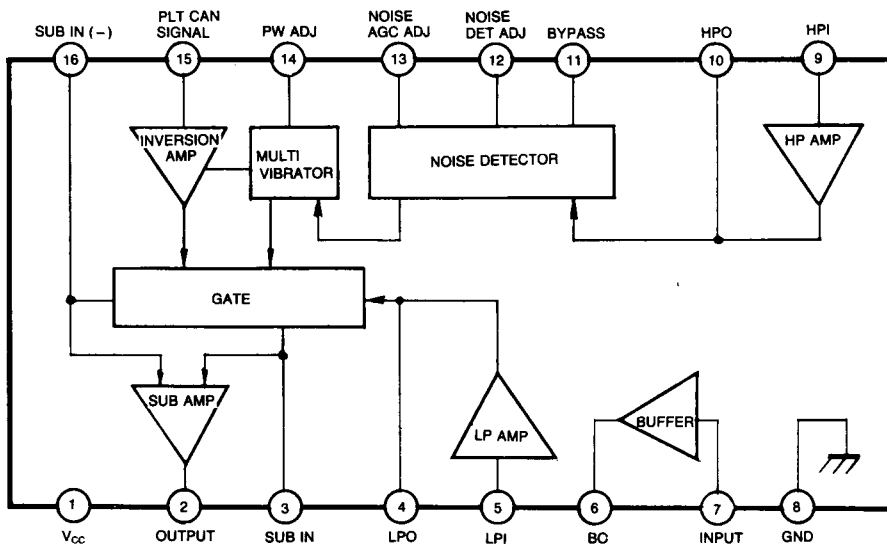 SUB IN (–)
PLT CAN
SIGNAL
PW ADJ
NOISE
AGC ADJ
NOISE
DET ADJ
BYPASS
HPO
HPI
16
15
14
13
12
11
10
9
INVERSION
AMP
MULTI
VIBRATOR
NOISE DETECTOR
HP AMP
GATE
SUB AMP
LP AMP
BUFFER
1
2
3
4
5
6
7
8
VCC
OUTPUT
SUB IN
LPO
LPI
BO
INPUT
GND